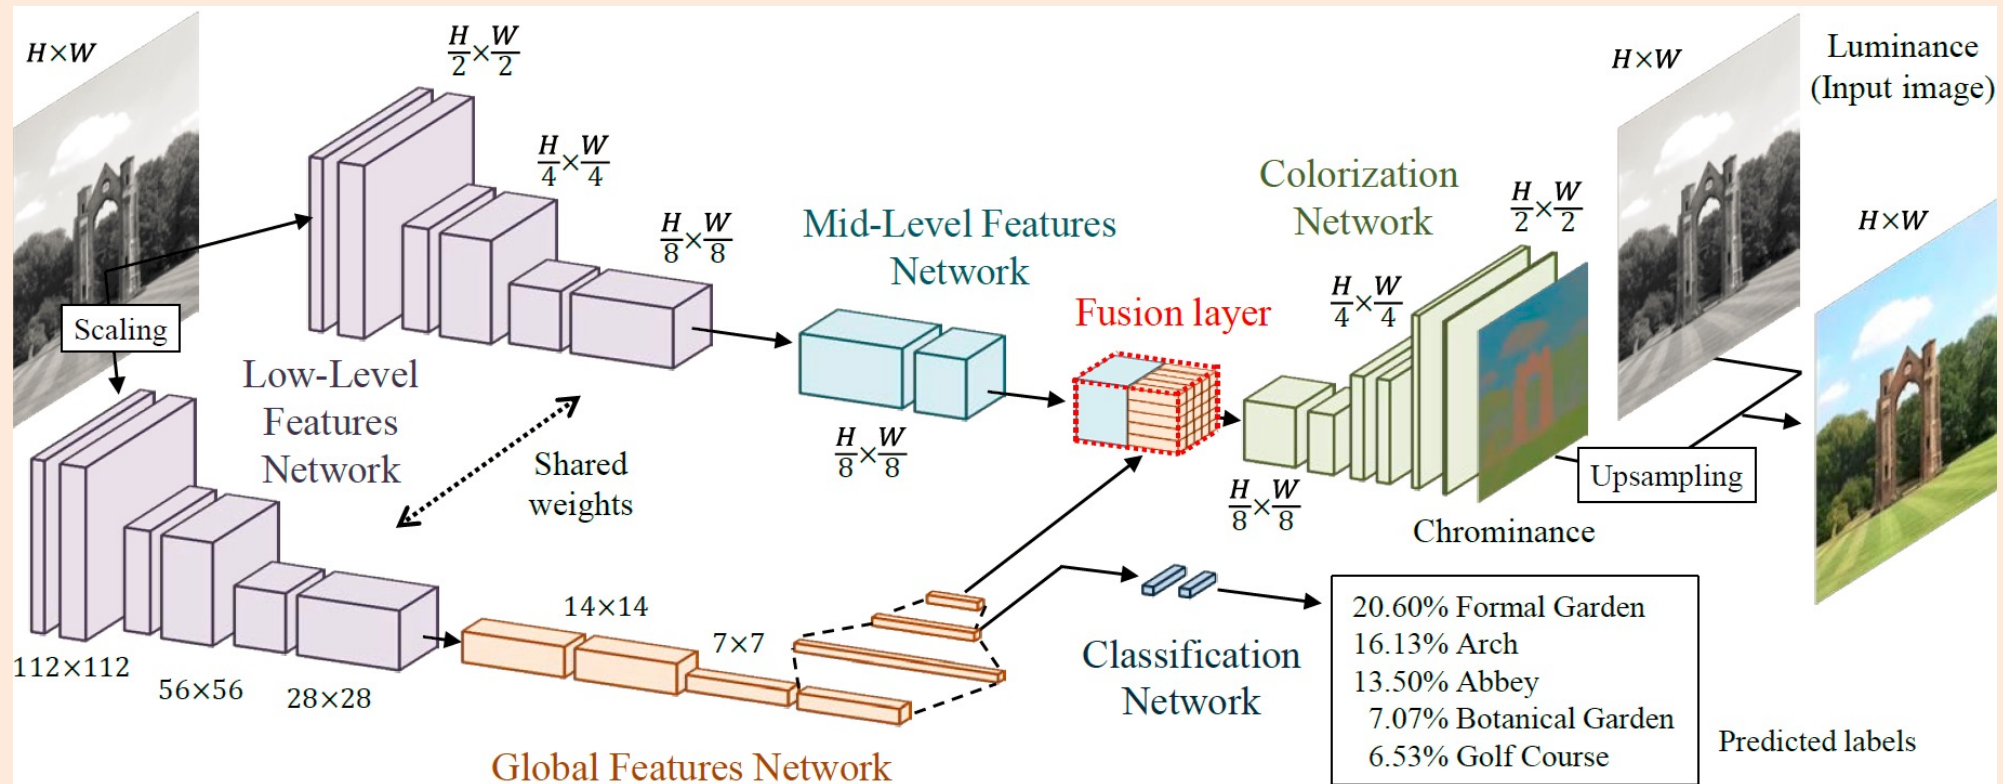 H×W
H/2×W/2
H/4×W/4
H/8×W/8
Scaling
Low-Level
Features
Network
Shared
weights
112×112
56×56
28×28
14×14
7×7
Global Features Network
Mid-Level Features
Network
H/8×W/8
Fusion layer
Colorization
Network
H/8×W/8
H/4×W/4
H/2×W/2
Chrominance
Upsampling
H×W
Luminance
(Input image)
H×W
Classification
Network
20.60% Formal Garden
16.13% Arch
13.50% Abbey
7.07% Botanical Garden
6.53% Golf Course
Predicted labels